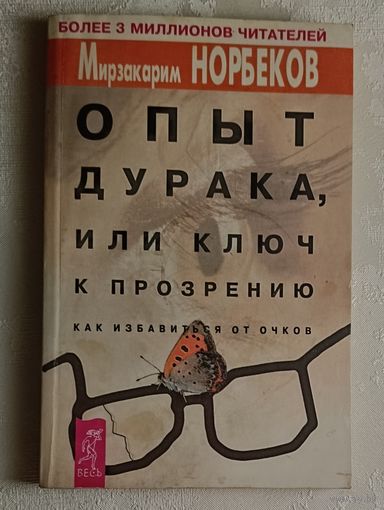 БОЛЕЕ 3 МИЛЛИОНОВ ЧИТАТЕЛЕЙ
Мирзакарим НОРБЕКОВ
ОПЫТ
ДУРАКА,
ИЛИ КЛЮЧ
К ПРОЗРЕНИЮ
КАК ИЗБАВИТЬСЯ ОТ ОЧКОВ
ВЕСЬ